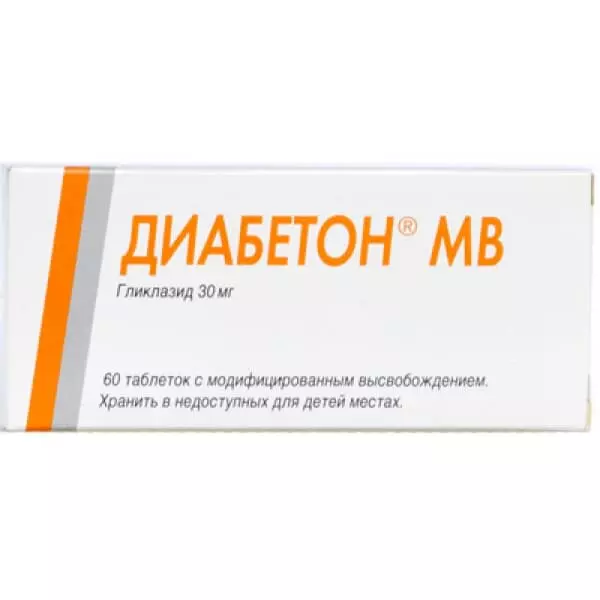 ДИАБЕТОН® МВ
Гликлазид 30 мг
60 таблеток с модифицированным высвобождением.
Хранить в недоступных для детей местах.